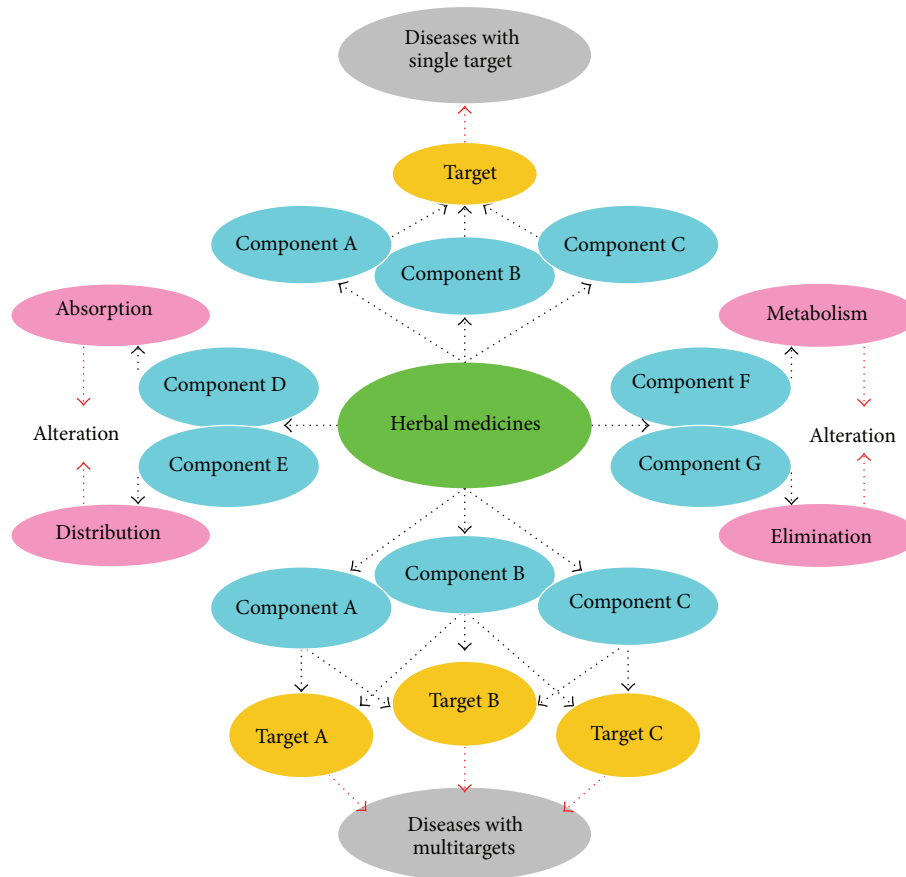 Diseases with
single target
Target
Component A
Component B
Component C
Absorption
Metabolism
Component D
Component F
Alteration
Herbal medicines
Alteration
Component E
Component G
Distribution
Elimination
Component B
Component A
Component C
Target B
Target A
Target C
Diseases with
multitargets